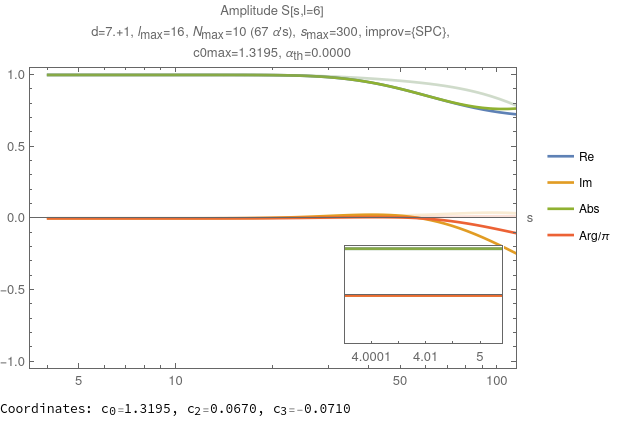 Amplitude S[s,l=6]
d=7.+1, lmax=16, Nmax=10 (67 α's), smax=300, improv={SPC},
c0max=1.3195, αth=0.0000
1.0
0.5
0.0
−0.5
−1.0
s
Re
Im
Abs
Arg/π
4.0001 4.01 5
5 10 50 100
Coordinates: c0=1.3195, c2=0.0670, c3=−0.0710